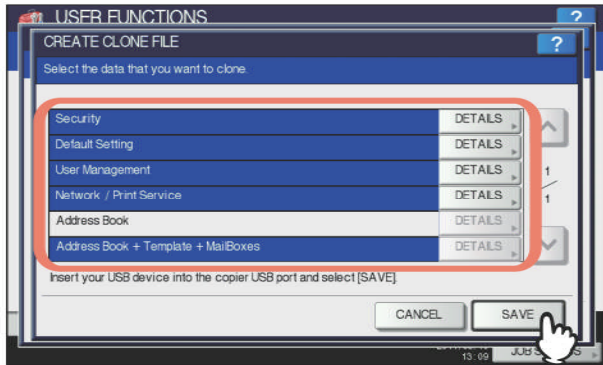 USER FUNCTIONS ?
CREATE CLONE FILE ?
Select the data that you want to clone.
Security DETAILS
Default Setting DETAILS
User Management DETAILS 1
Network / Print Service DETAILS 1
Address Book DETAILS
Address Book + Template + MailBoxes DETAILS
Insert your USB device into the copier USB port and select [SAVE].
CANCEL SAVE
13:09